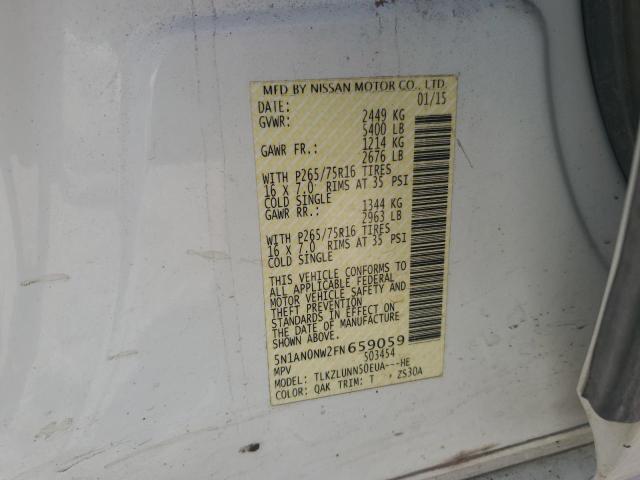 MFD BY NISSAN MOTOR CO., LTD.
DATE: 01/15
GVWR: 2449 KG
5400 LB
GAWR FR.: 1214 KG
2676 LB
WITH P265/75R16 TIRES
16 X 7.0 RIMS AT 35 PSI
COLD SINGLE
GAWR RR.: 1344 KG
2963 LB
WITH P265/75R16 TIRES
16 X 7.0 RIMS AT 35 PSI
COLD SINGLE
THIS VEHICLE CONFORMS TO
ALL APPLICABLE FEDERAL
MOTOR VEHICLE SAFETY AND
THEFT PREVENTION
STANDARDS IN EFFECT ON
THE DATE OF MANUFACTURE
SHOWN ABOVE.
5N1AN0NW2FN659059
MPV 503454
MODEL: TLKZLUNN50EUA---HE
COLOR: QAK TRIM: T , ZS30A